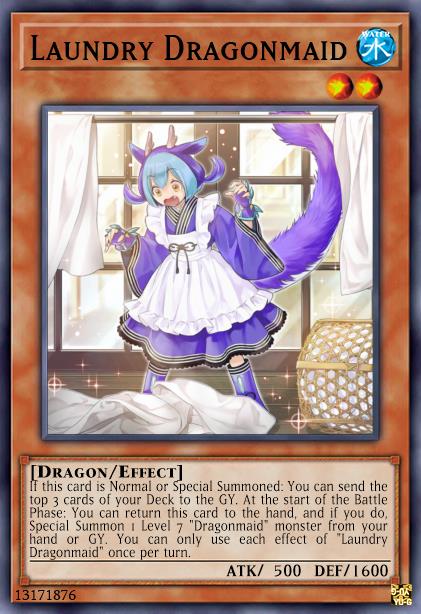 LAUNDRY DRAGONMAID
WATER
水
[DRAGON/EFFECT]
If this card is Normal or Special Summoned: You can send the
top 3 cards of your Deck to the GY. At the start of the Battle
Phase: You can return this card to the hand, and if you do,
Special Summon 1 Level 7 "Dragonmaid" monster from your
hand or GY. You can only use each effect of "Laundry
Dragonmaid" once per turn.
ATK/ 500 DEF/1600
13171876